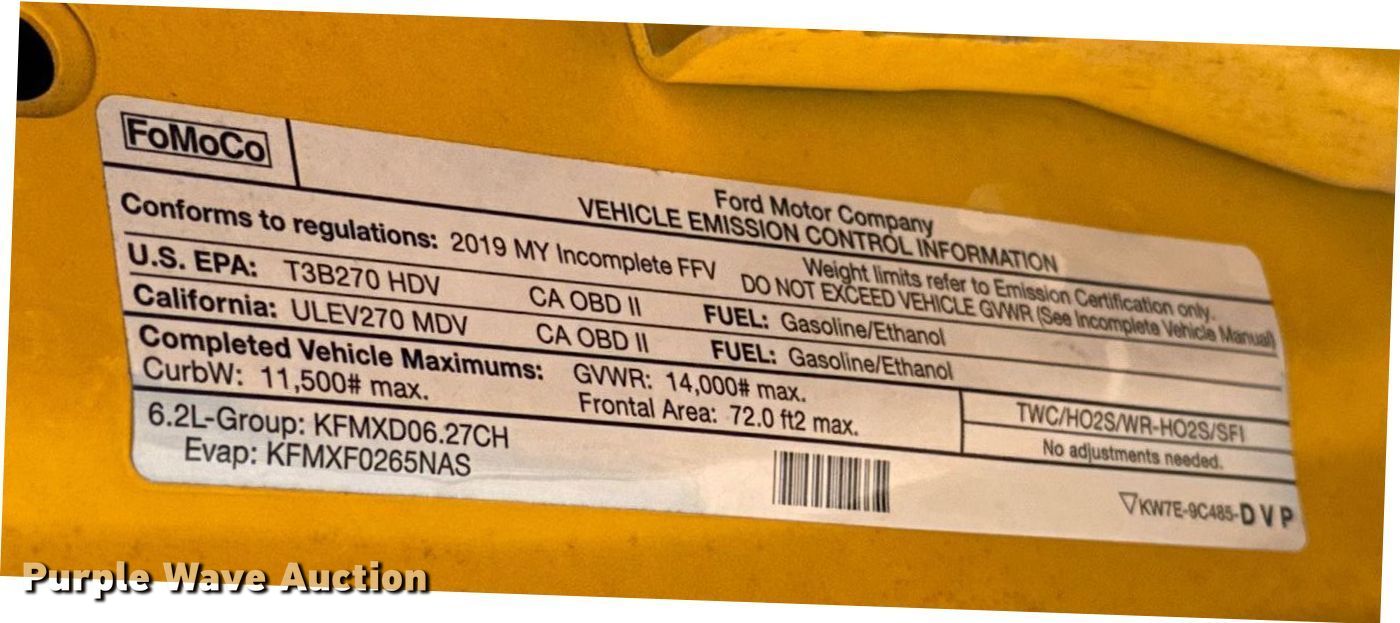 FoMoCo
Ford Motor Company
VEHICLE EMISSION CONTROL INFORMATION
Conforms to regulations: 2019 MY Incomplete FFV
Weight limits refer to Emission Certification only.
DO NOT EXCEED VEHICLE GVWR (See Incomplete Vehicle Manual)
U.S. EPA: T3B270 HDV CA OBD II FUEL: Gasoline/Ethanol
California: ULEV270 MDV CA OBD II FUEL: Gasoline/Ethanol
Completed Vehicle Maximums: GVWR: 14,000# max.
CurbW: 11,500# max. Frontal Area: 72.0 ft2 max.
TWC/HO2S/WR-HO2S/SFI
No adjustments needed.
6.2L-Group: KFMXD06.27CH
Evap: KFMXF0265NAS
▽KW7E-9C485-D V P
Purple Wave Auction